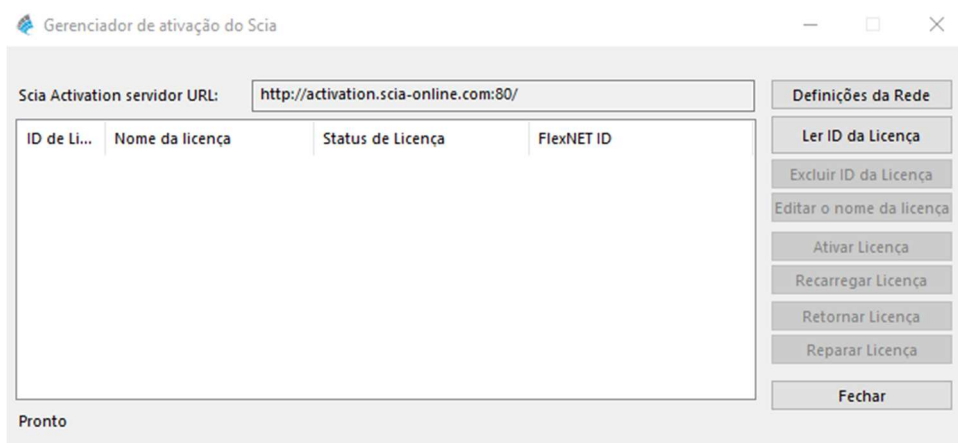 Gerenciador de ativação do Scia
Scia Activation servidor URL: http://activation.scia-online.com:80/ Definições da Rede
ID de Li... Nome da licença Status de Licença FlexNET ID Ler ID da Licença
Excluir ID da Licença
Editar o nome da licença
Ativar Licença
Recarregar Licença
Retornar Licença
Reparar Licença
Fechar
Pronto